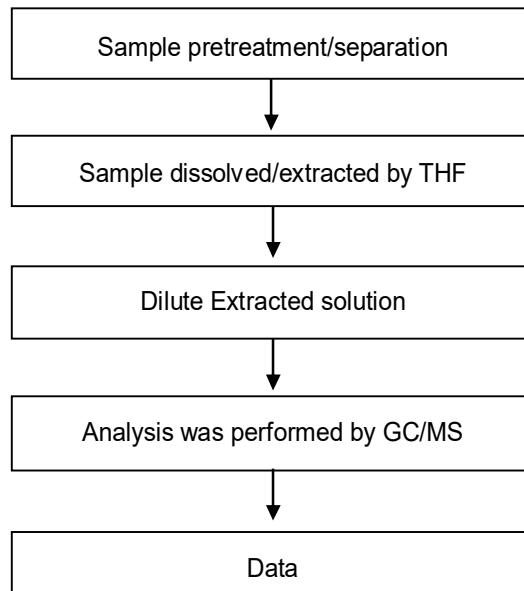 Sample pretreatment/separation
Sample dissolved/extracted by THF
Dilute Extracted solution
Analysis was performed by GC/MS
Data